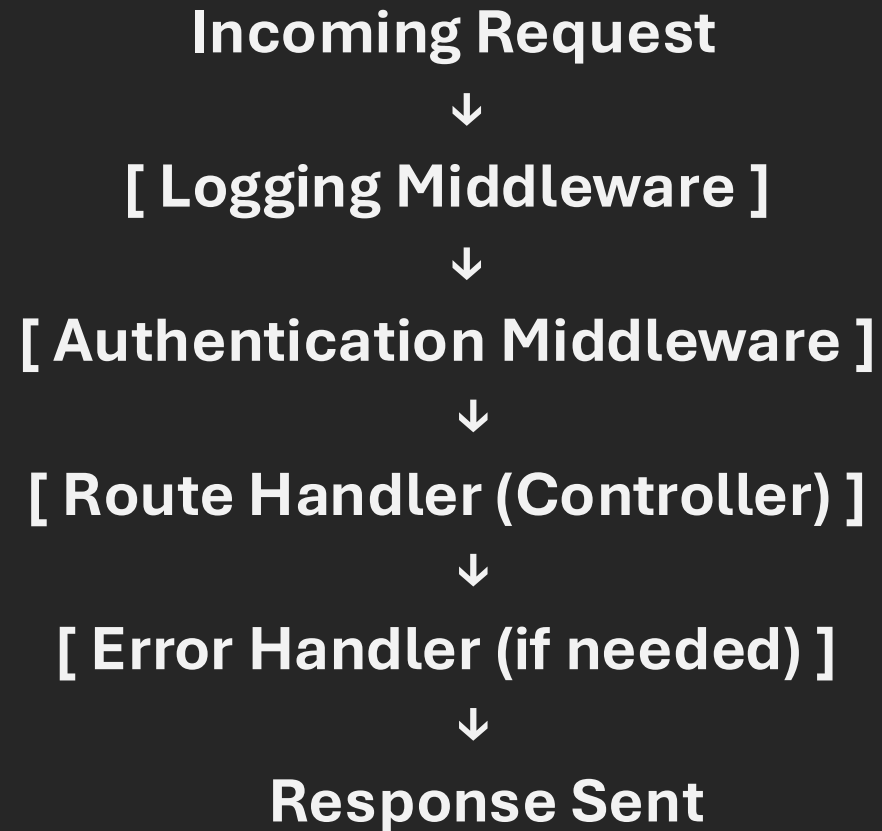 Incoming Request
↓
[ Logging Middleware ]
↓
[ Authentication Middleware ]
↓
[ Route Handler (Controller) ]
↓
[ Error Handler (if needed) ]
↓
Response Sent